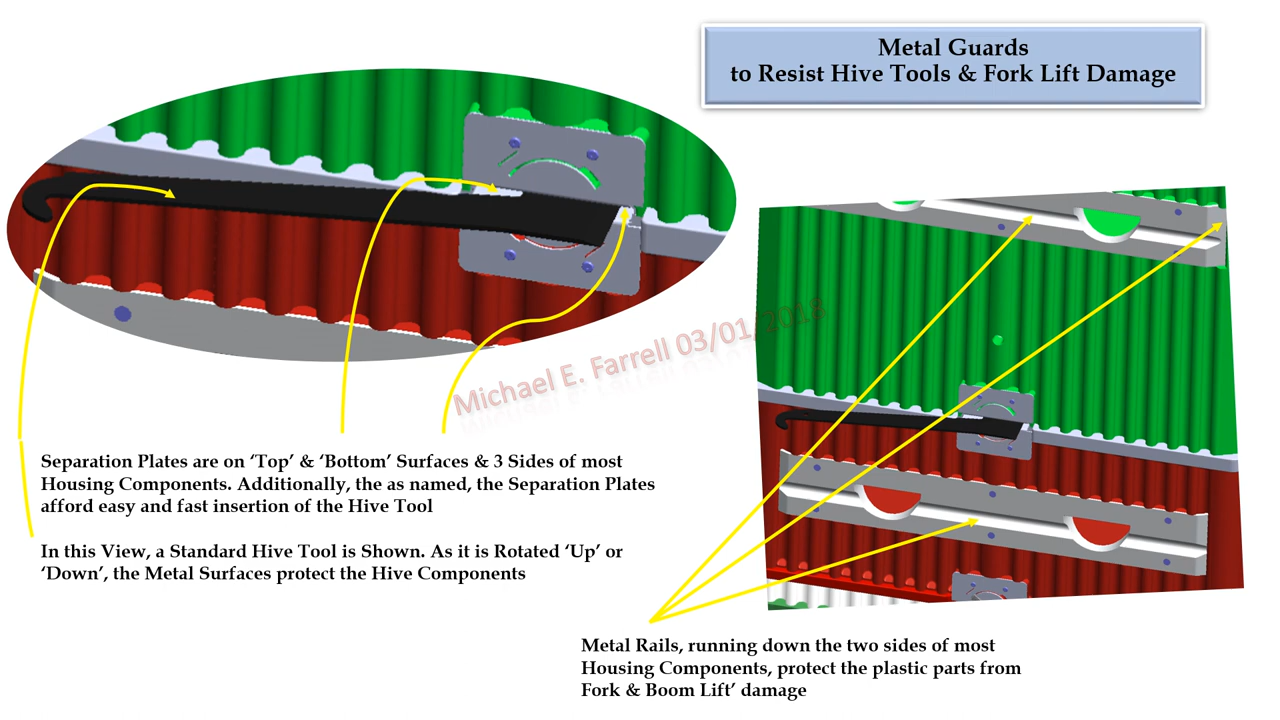 Metal Guards
to Resist Hive Tools & Fork Lift Damage
Michael E. Farrell 03/01/2018
Separation Plates are on ‘Top’ & ‘Bottom’ Surfaces & 3 Sides of most
Housing Components. Additionally, the as named, the Separation Plates
afford easy and fast insertion of the Hive Tool
In this View, a Standard Hive Tool is Shown. As it is Rotated ‘Up’ or
‘Down’, the Metal Surfaces protect the Hive Components
Metal Rails, running down the two sides of most
Housing Components, protect the plastic parts from
Fork & Boom Lift’ damage